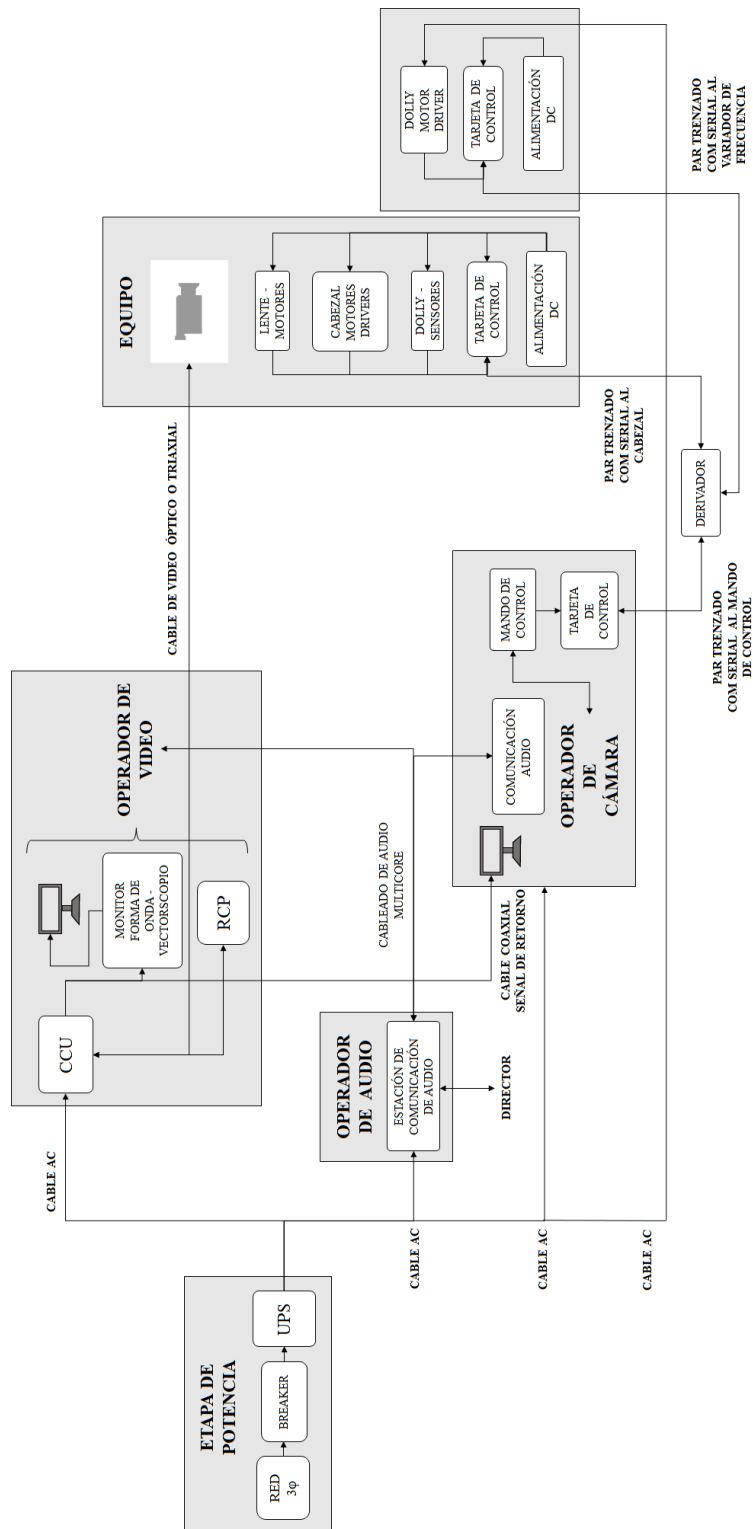 ETAPA DE
POTENCIA
RED
3φ
BREAKER
UPS
CABLE AC
CABLE AC
CABLE AC
CABLE AC
CCU
MONITOR
FORMA DE
ONDA -
VECTORSCOPIO
RCP
OPERADOR DE
VIDEO
OPERADOR
DE AUDIO
ESTACIÓN DE
COMUNICACIÓN
DE AUDIO
DIRECTOR
CABLEADO DE AUDIO
MULTICORE
CABLE COAXIAL
SEÑAL DE RETORNO
COMUNICACIÓN
AUDIO
MANDO DE
CONTROL
TARJETA
DE
CONTROL
OPERADOR
DE
CÁMARA
CABLE DE VIDEO ÓPTICO O TRIAXIAL
EQUIPO
LENTE -
MOTORES
CABEZAL
MOTORES
DRIVERS
DOLLY -
SENSORES
TARJETA DE
CONTROL
ALIMENTACIÓN
DC
DOLLY
MOTOR
DRIVER
TARJETA DE
CONTROL
ALIMENTACIÓN
DC
PAR TRENZADO
COM SERIAL AL MANDO
DE CONTROL
DERIVADOR
PAR TRENZADO
COM SERIAL AL
CABEZAL
PAR TRENZADO
COM SERIAL AL
VARIADOR DE
FRECUENCIA